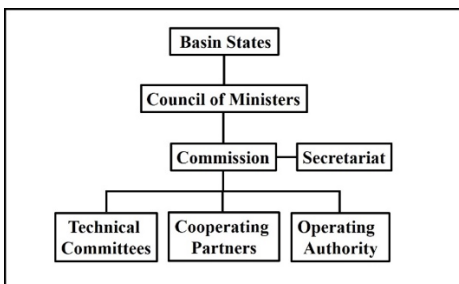 Basin States
Council of Ministers
Commission
Secretariat
Technical
Committees
Cooperating
Partners
Operating
Authority